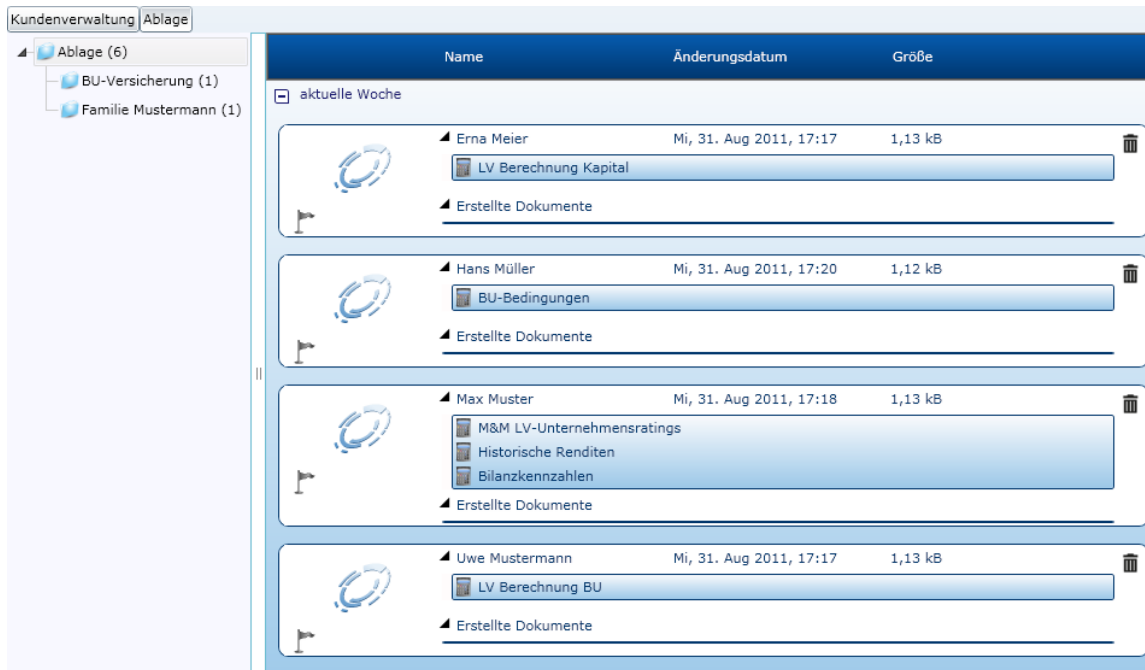 Kundenverwaltung Ablage
Ablage (6)
BU-Versicherung (1)
Familie Mustermann (1)
Name Änderungsdatum Größe
aktuelle Woche
Erna Meier Mi, 31. Aug 2011, 17:17 1,13 kB
LV Berechnung Kapital
Erstellte Dokumente
Hans Müller Mi, 31. Aug 2011, 17:20 1,12 kB
BU-Bedingungen
Erstellte Dokumente
Max Muster Mi, 31. Aug 2011, 17:18 1,13 kB
M&M LV-Unternehmensratings
Historische Renditen
Bilanzkennzahlen
Erstellte Dokumente
Uwe Mustermann Mi, 31. Aug 2011, 17:17 1,13 kB
LV Berechnung BU
Erstellte Dokumente